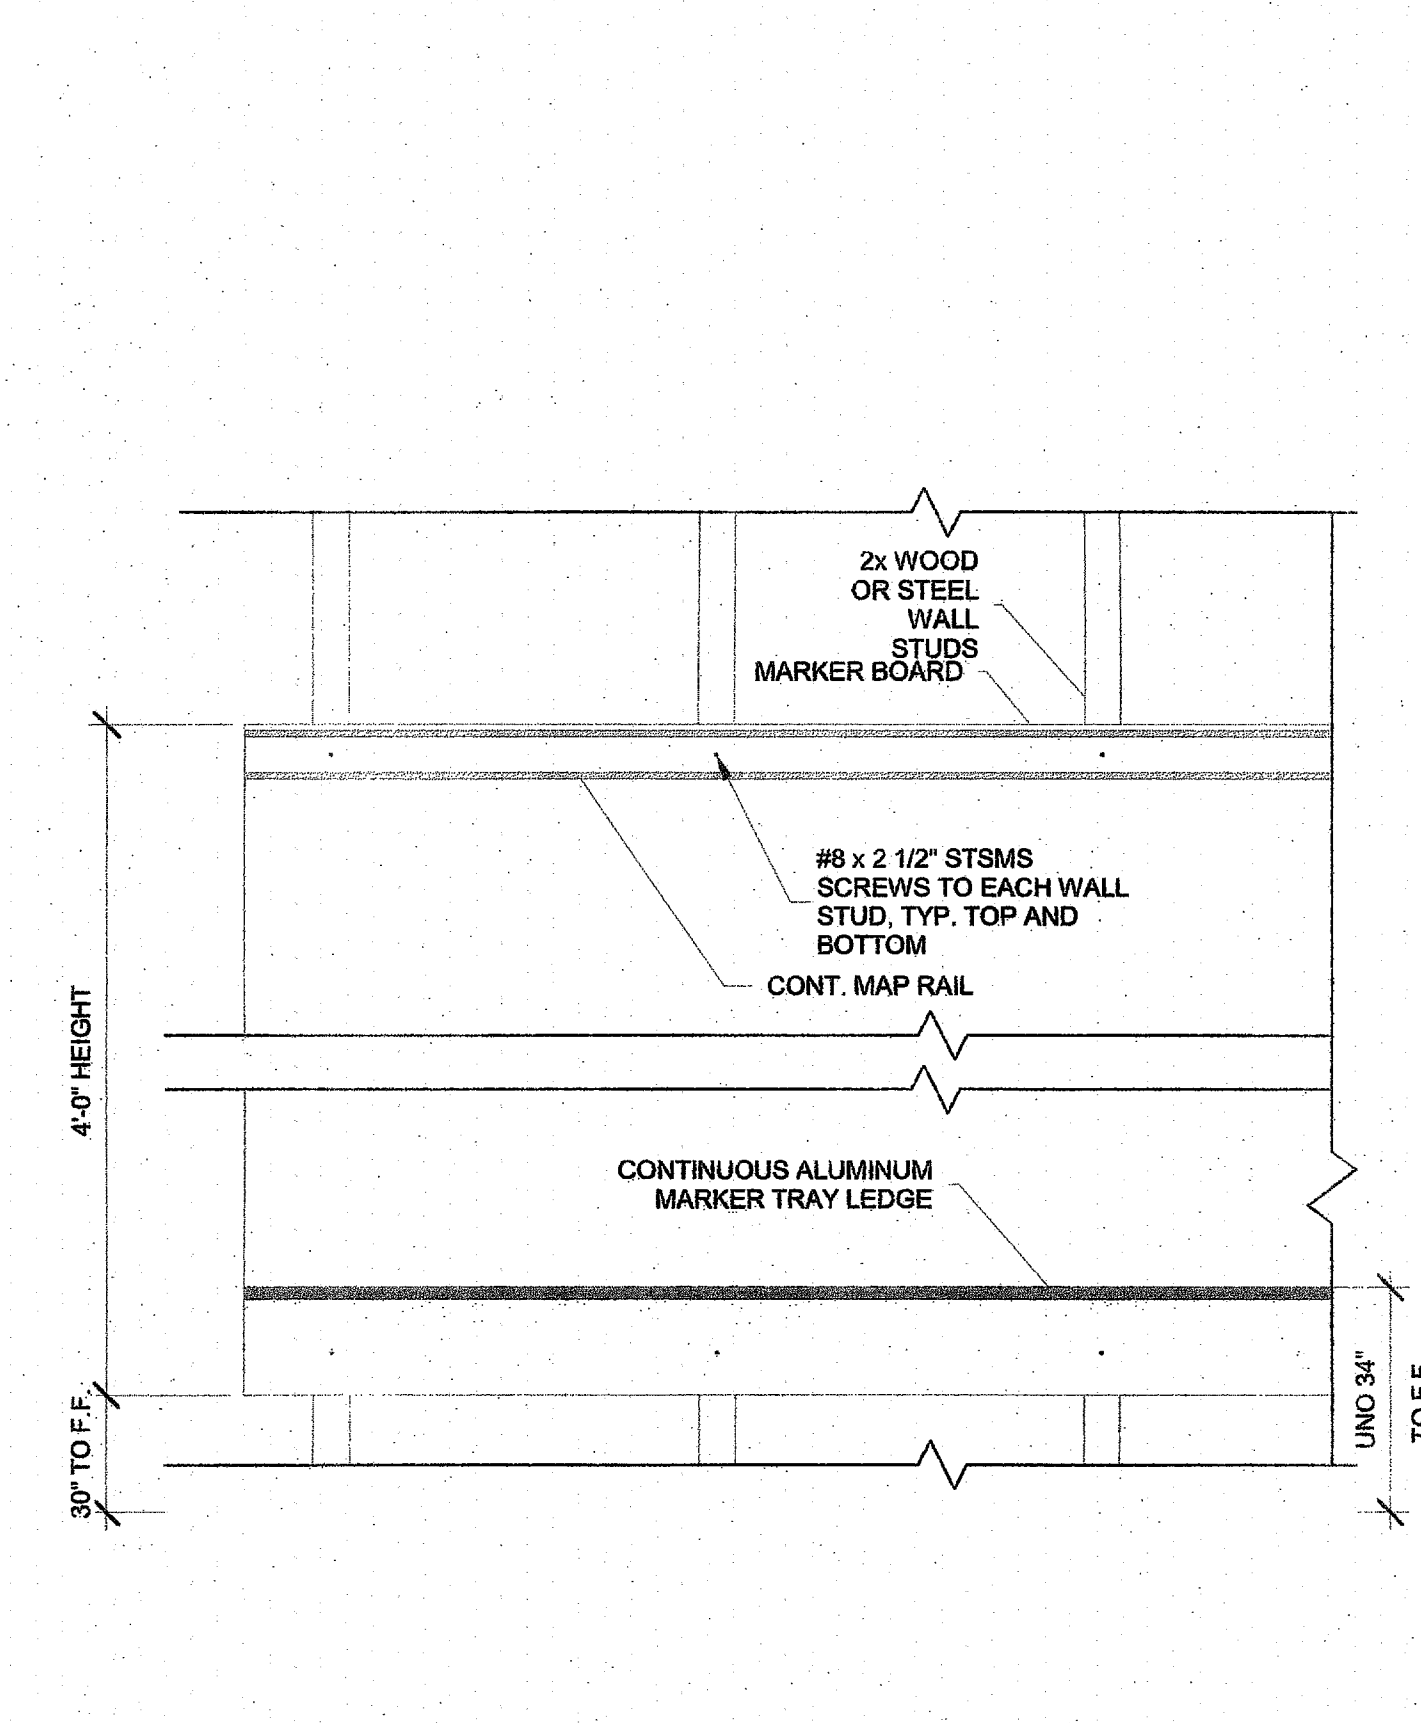 2x WOOD
OR STEEL
WALL
STUDS
MARKER BOARD
#8 x 2 1/2" STSMS
SCREWS TO EACH WALL
STUD, TYP. TOP AND
BOTTOM
CONT. MAP RAIL
4'-0" HEIGHT
CONTINUOUS ALUMINUM
MARKER TRAY LEDGE
30" TO F.F.
UNO 34"
TO F.F.